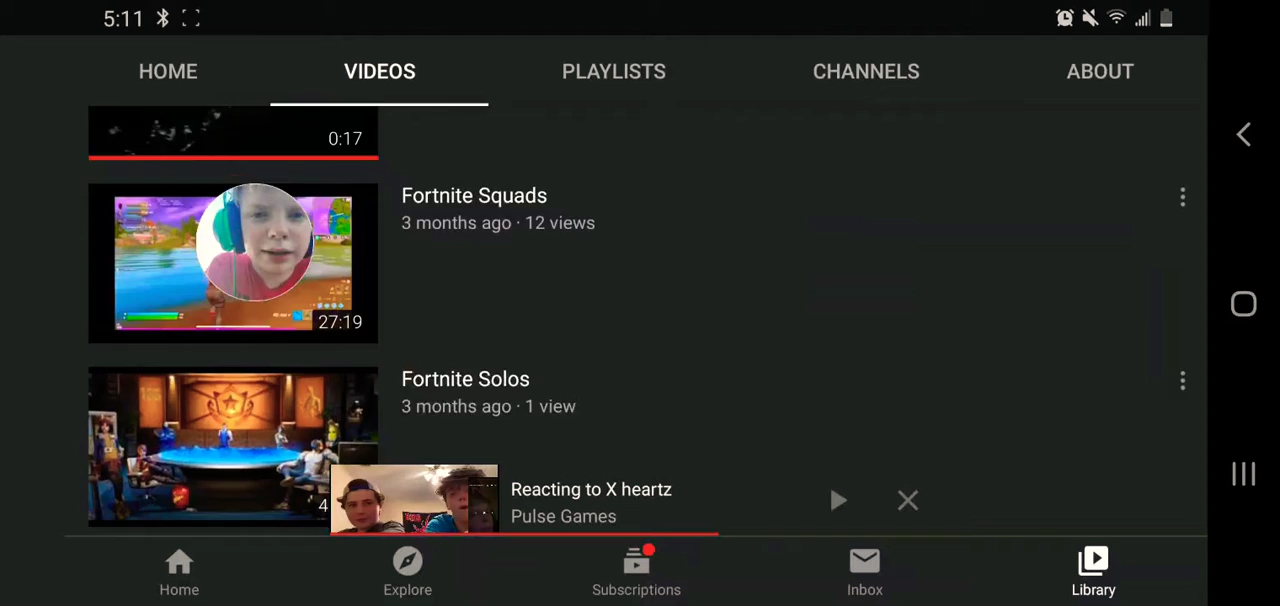 5:11
HOME VIDEOS PLAYLISTS CHANNELS ABOUT
0:17
Fortnite Squads
3 months ago · 12 views
27:19
Fortnite Solos
3 months ago · 1 view
4
Reacting to X heartz
Pulse Games
Home Explore Subscriptions Inbox Library